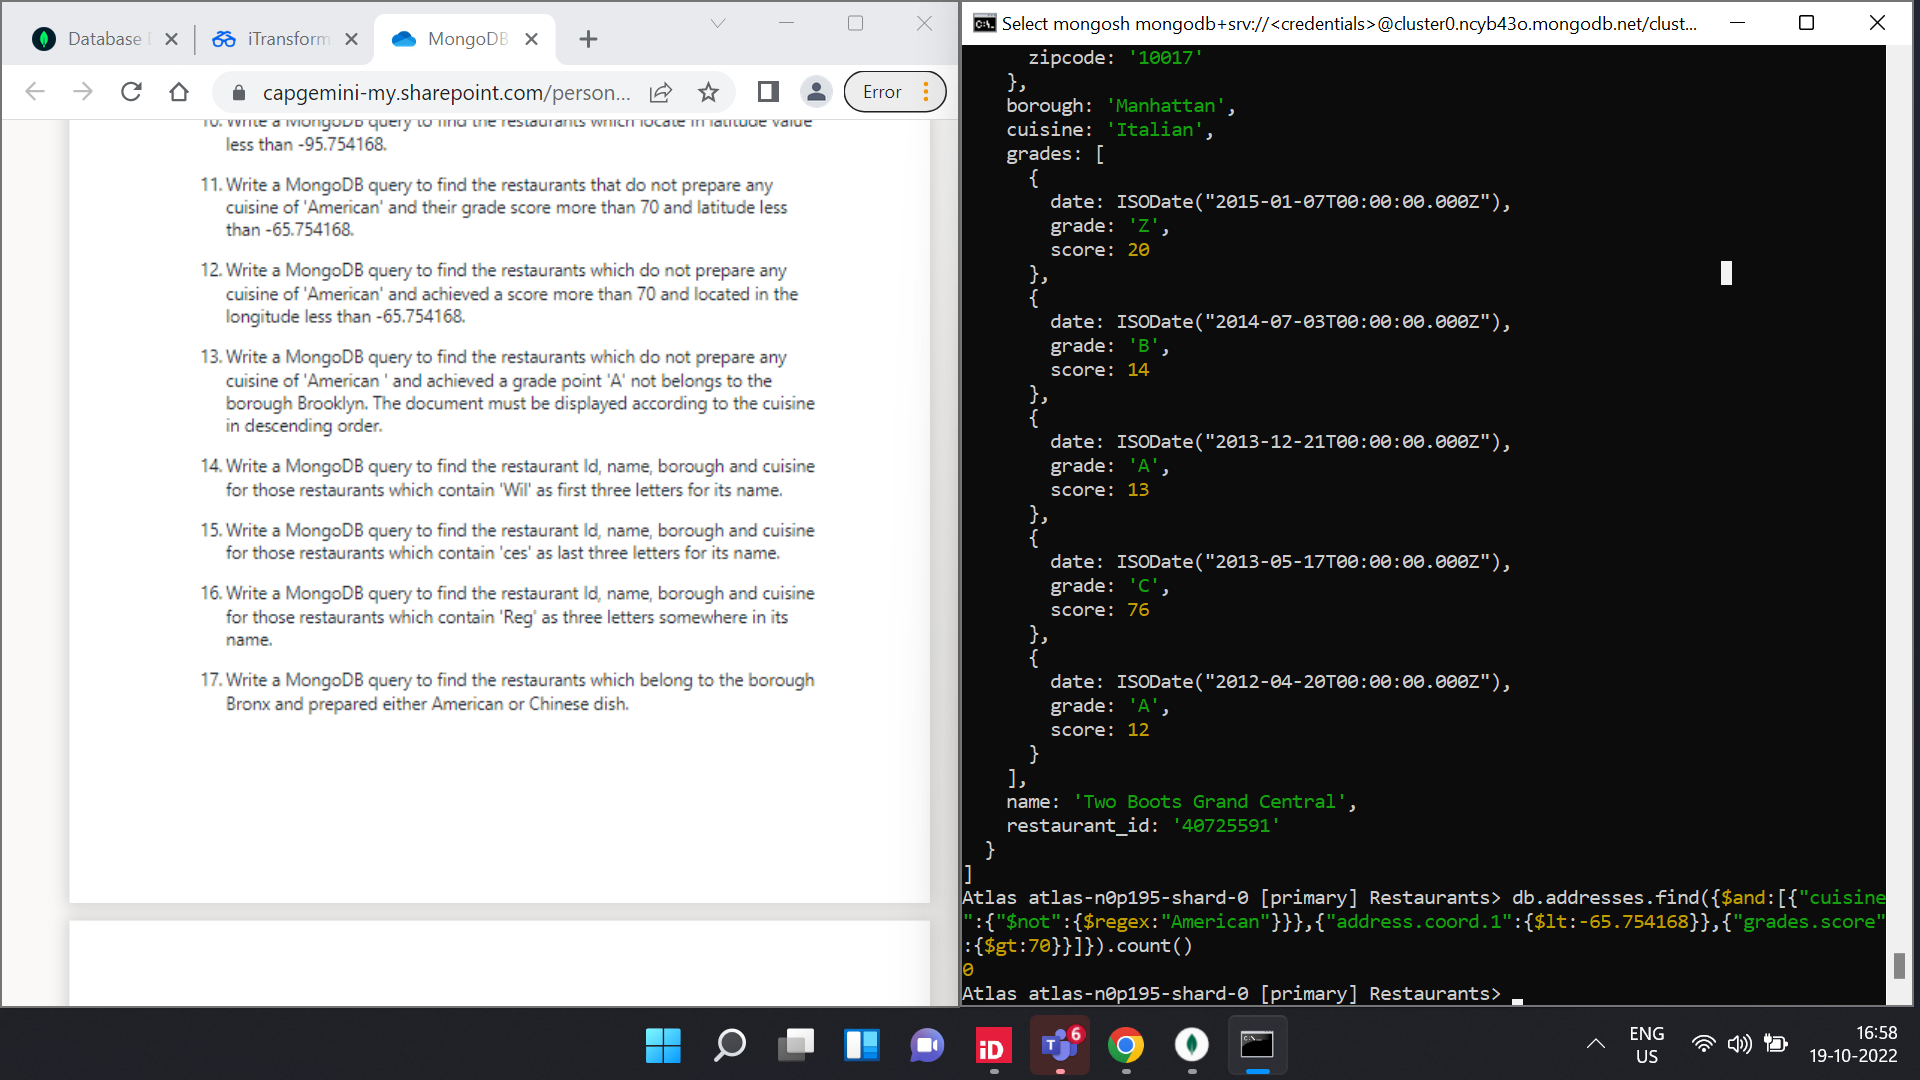 Database
iTransform
MongoDB
capgemini-my.sharepoint.com/person...
Error
10. Write a MongoDB query to find the restaurants which locate in latitude value
less than -95.754168.
11. Write a MongoDB query to find the restaurants that do not prepare any
cuisine of 'American' and their grade score more than 70 and latitude less
than -65.754168.
12. Write a MongoDB query to find the restaurants which do not prepare any
cuisine of 'American' and achieved a score more than 70 and located in the
longitude less than -65.754168.
13. Write a MongoDB query to find the restaurants which do not prepare any
cuisine of 'American ' and achieved a grade point 'A' not belongs to the
borough Brooklyn. The document must be displayed according to the cuisine
in descending order.
14. Write a MongoDB query to find the restaurant Id, name, borough and cuisine
for those restaurants which contain 'Wil' as first three letters for its name.
15. Write a MongoDB query to find the restaurant Id, name, borough and cuisine
for those restaurants which contain 'ces' as last three letters for its name.
16. Write a MongoDB query to find the restaurant Id, name, borough and cuisine
for those restaurants which contain 'Reg' as three letters somewhere in its
name.
17. Write a MongoDB query to find the restaurants which belong to the borough
Bronx and prepared either American or Chinese dish.
Select mongosh mongodb+srv://<credentials>@cluster0.ncyb43o.mongodb.net/clust...
zipcode: '10017'
},
borough: 'Manhattan',
cuisine: 'Italian',
grades: [
{
date: ISODate("2015-01-07T00:00:00.000Z"),
grade: 'Z',
score: 20
},
{
date: ISODate("2014-07-03T00:00:00.000Z"),
grade: 'B',
score: 14
},
{
date: ISODate("2013-12-21T00:00:00.000Z"),
grade: 'A',
score: 13
},
{
date: ISODate("2013-05-17T00:00:00.000Z"),
grade: 'C',
score: 76
},
{
date: ISODate("2012-04-20T00:00:00.000Z"),
grade: 'A',
score: 12
}
],
name: 'Two Boots Grand Central',
restaurant_id: '40725591'
}
]
Atlas atlas-n0p195-shard-0 [primary] Restaurants> db.addresses.find({$and:[{"cuisine
":{"$not":{$regex:"American"}}},{"address.coord.1":{$lt:-65.754168}},{"grades.score"
:{$gt:70}}]}).count()
0
Atlas atlas-n0p195-shard-0 [primary] Restaurants>
iD
T
6
ENG
US
16:58
19-10-2022